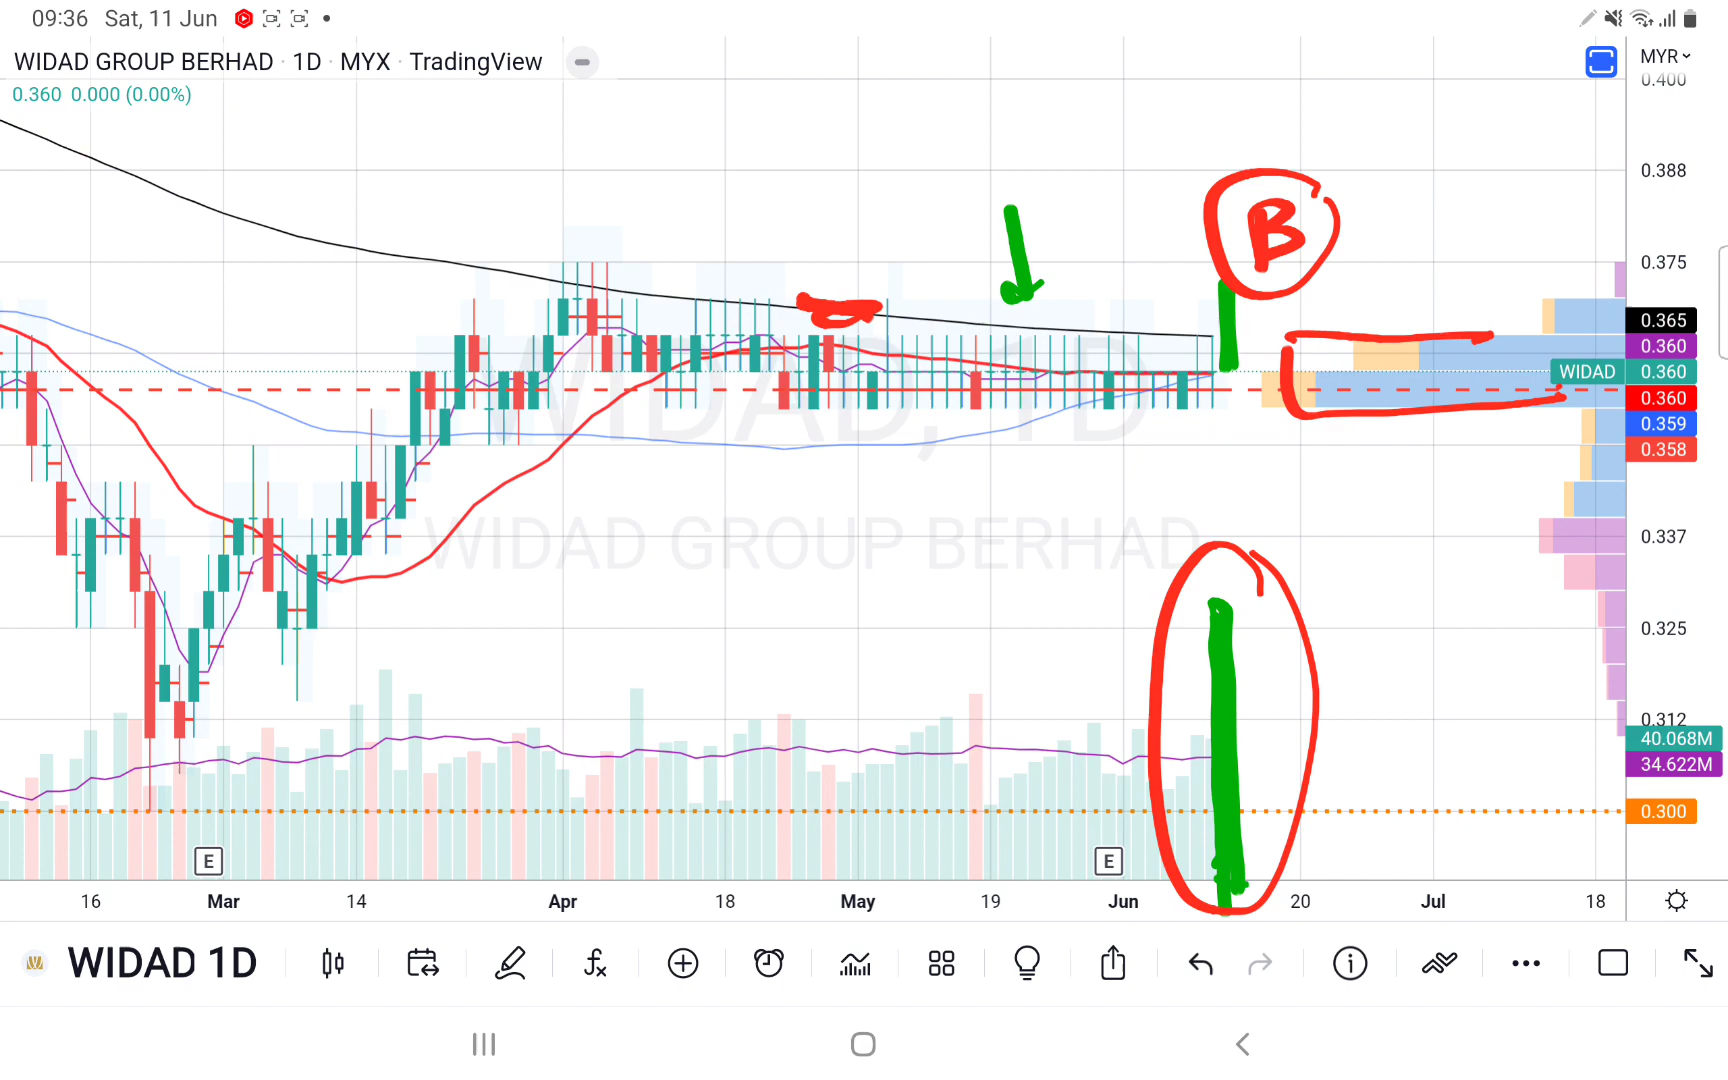 09:36 Sat, 11 Jun
WIDAD GROUP BERHAD · 1D · MYX · TradingView
MYR
0.360 0.000 (0.00%)
0.400
0.388
B
0.375
0.365
0.360
WIDAD 0.360
0.360
0.359
0.358
WIDAD, 1D
WIDAD GROUP BERHAD
0.337
0.325
0.312
40.068M
34.622M
0.300
E E
16 Mar 14 Apr 18 May 19 Jun 20 Jul 18
WIDAD 1D